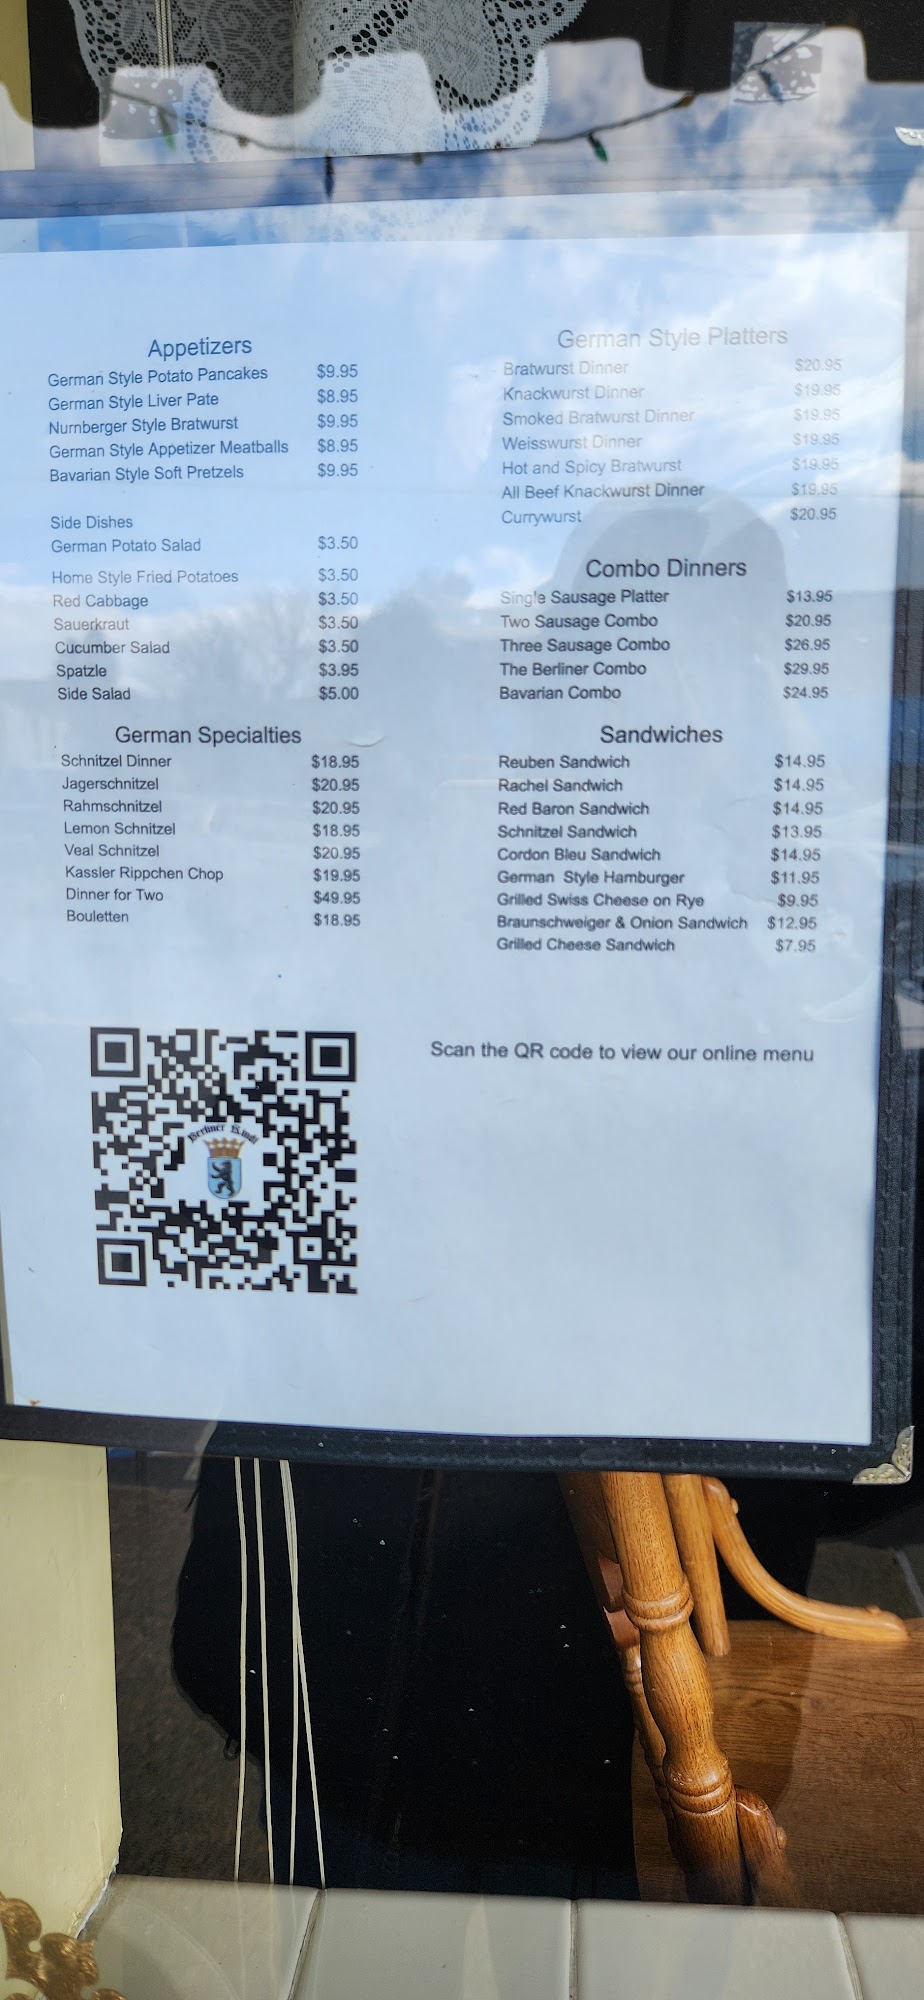 Appetizers
German Style Potato Pancakes $9.95
German Style Liver Pate $8.95
Nurnberger Style Bratwurst $9.95
German Style Appetizer Meatballs $8.95
Bavarian Style Soft Pretzels $9.95
Side Dishes
German Potato Salad $3.50
Home Style Fried Potatoes $3.50
Red Cabbage $3.50
Sauerkraut $3.50
Cucumber Salad $3.50
Spatzle $3.95
Side Salad $5.00
German Specialties
Schnitzel Dinner $18.95
Jagerschnitzel $20.95
Rahmschnitzel $20.95
Lemon Schnitzel $18.95
Veal Schnitzel $20.95
Kassler Rippchen Chop $19.95
Dinner for Two $49.95
Bouletten $18.95
German Style Platters
Bratwurst Dinner $20.95
Knackwurst Dinner $19.95
Smoked Bratwurst Dinner $19.95
Weisswurst Dinner $19.95
Hot and Spicy Bratwurst $19.95
All Beef Knackwurst Dinner $19.95
Currywurst $20.95
Combo Dinners
Single Sausage Platter $13.95
Two Sausage Combo $20.95
Three Sausage Combo $26.95
The Berliner Combo $29.95
Bavarian Combo $24.95
Sandwiches
Reuben Sandwich $14.95
Rachel Sandwich $14.95
Red Baron Sandwich $14.95
Schnitzel Sandwich $13.95
Cordon Bleu Sandwich $14.95
German Style Hamburger $11.95
Grilled Swiss Cheese on Rye $9.95
Braunschweiger & Onion Sandwich $12.95
Grilled Cheese Sandwich $7.95
Berliner Kindl
Scan the QR code to view our online menu